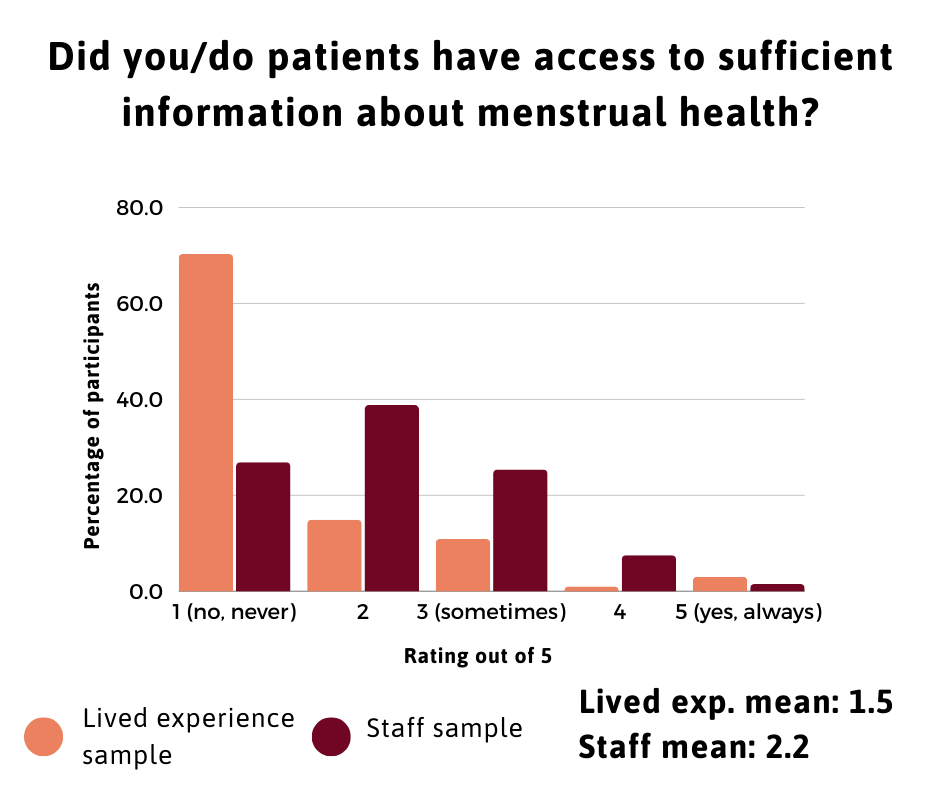 Did you/do patients have access to sufficient
information about menstrual health?
80.0
60.0
40.0
20.0
0.0
Percentage of participants
1 (no, never)
2
3 (sometimes)
4
5 (yes, always)
Rating out of 5
Lived experience
sample
Staff sample
Lived exp. mean: 1.5
Staff mean: 2.2